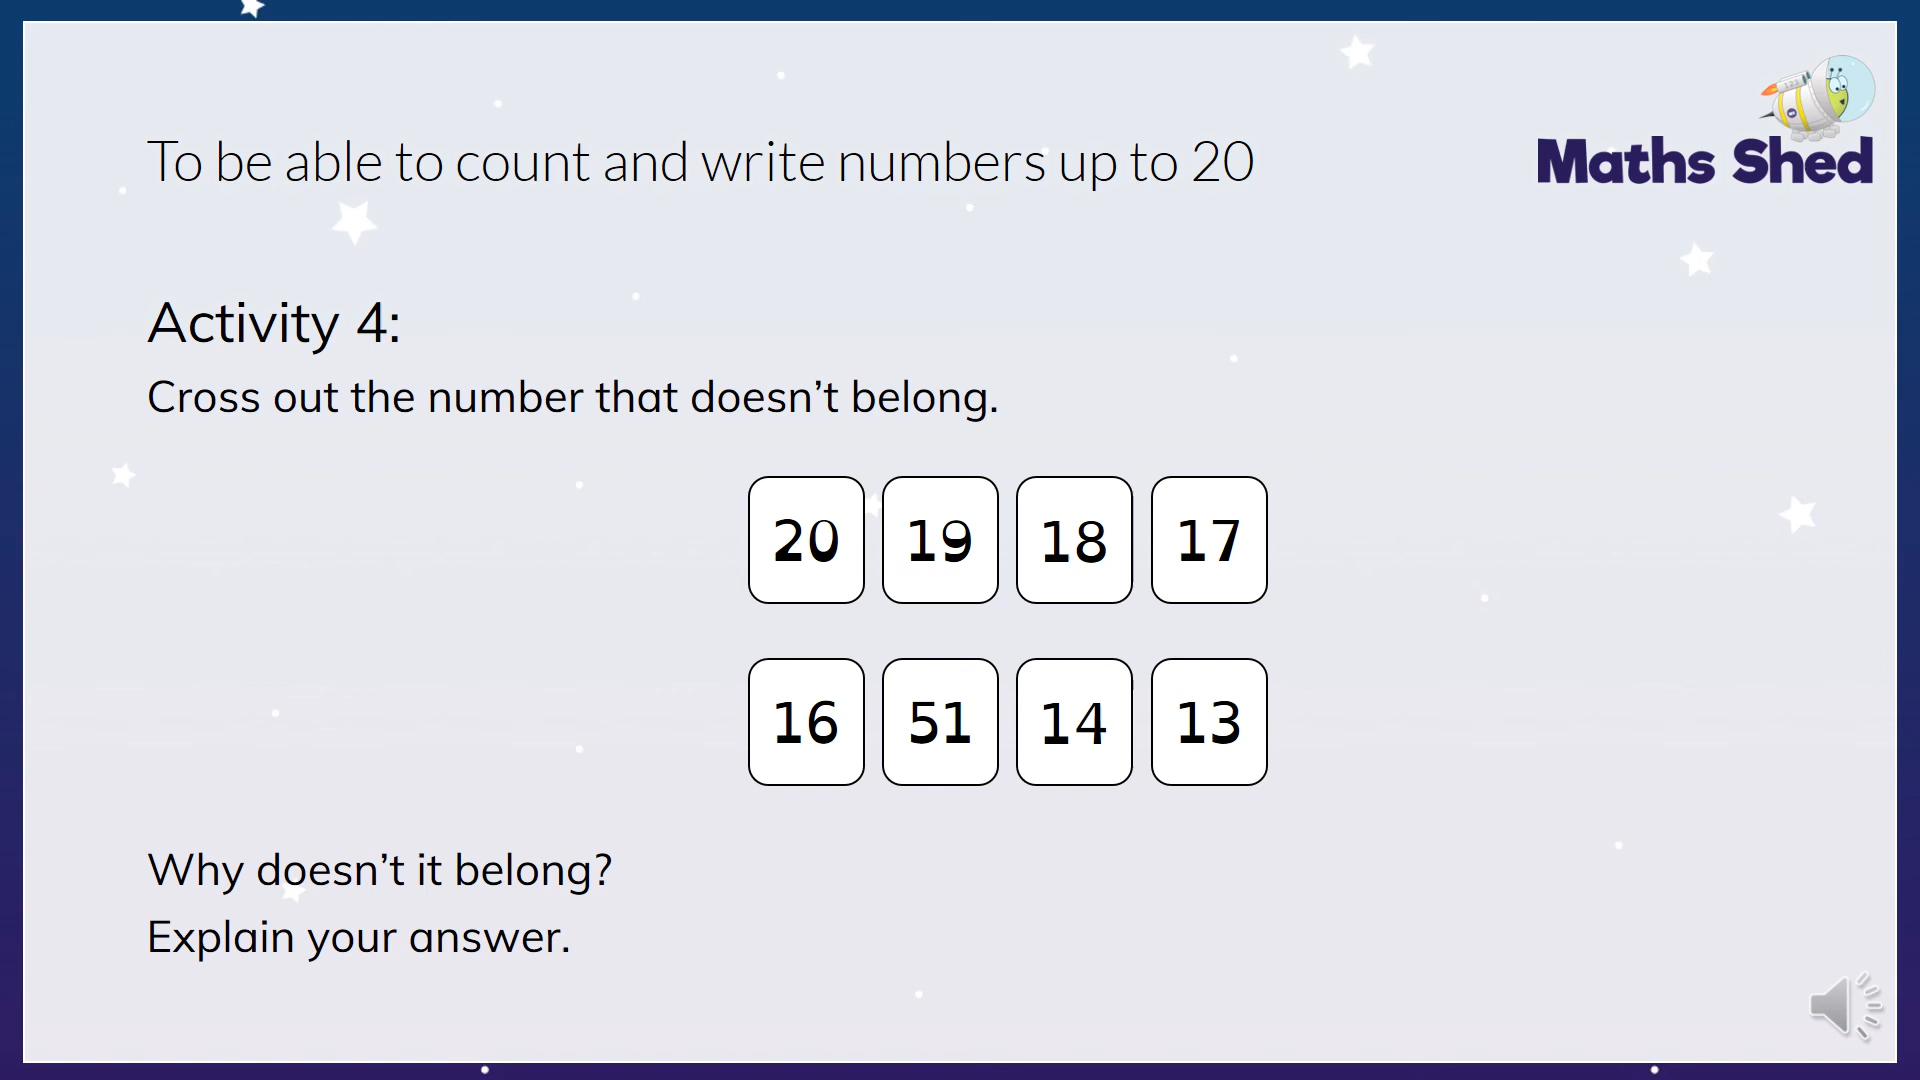 To be able to count and write numbers up to 20
Maths Shed
Activity 4:
Cross out the number that doesn’t belong.
20 19 18 17
16 51 14 13
Why doesn’t it belong?
Explain your answer.